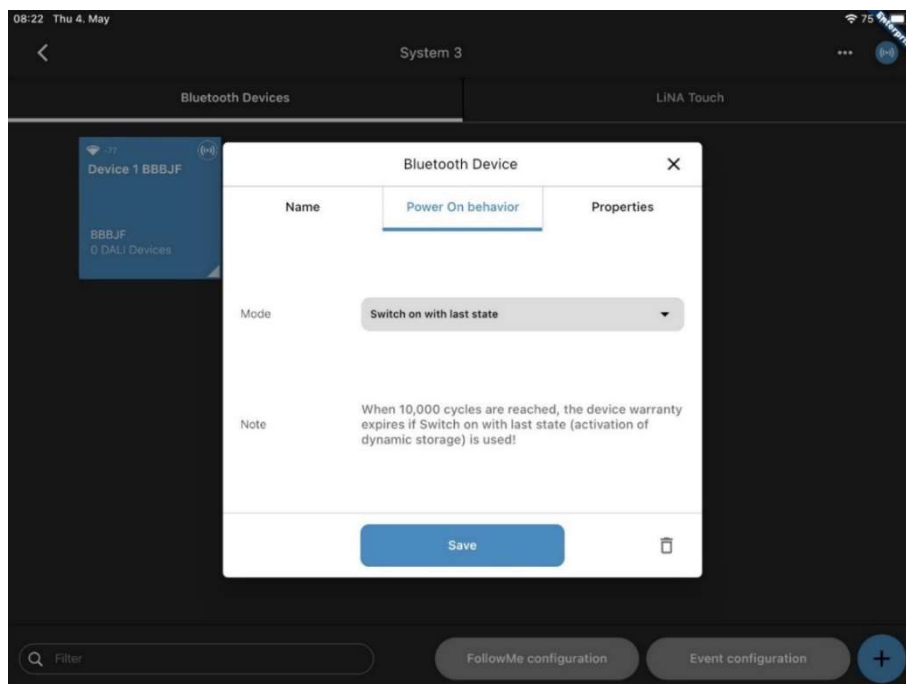 08:22 Thu 4. May
75
System 3
Bluetooth Devices
LiNA Touch
-77
Device 1 BBBJF
BBBJF
0 DALI Devices
Bluetooth Device
Name
Power On behavior
Properties
Mode
Switch on with last state
Note
When 10,000 cycles are reached, the device warranty
expires if Switch on with last state (activation of
dynamic storage) is used!
Save
Filter
FollowMe configuration
Event configuration